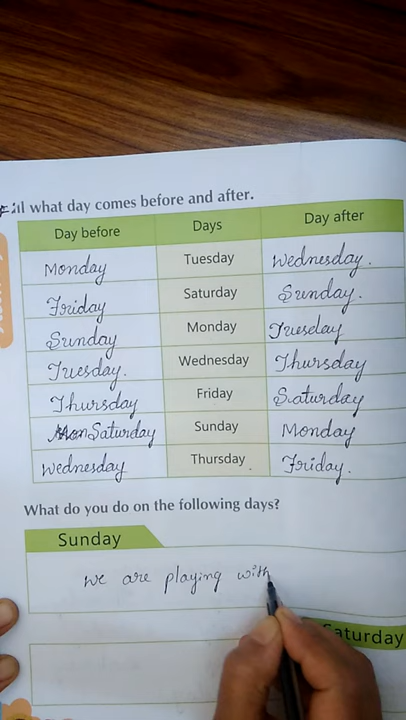 Fill what day comes before and after.
Day before Days Day after
Monday Tuesday Wednesday.
Friday Saturday Sunday.
Sunday Monday Tuesday
Tuesday. Wednesday Thursday
Thursday Friday Saturday
Saturday Sunday Monday
Wednesday Thursday Friday.
What do you do on the following days?
Sunday
We are playing with
Saturday